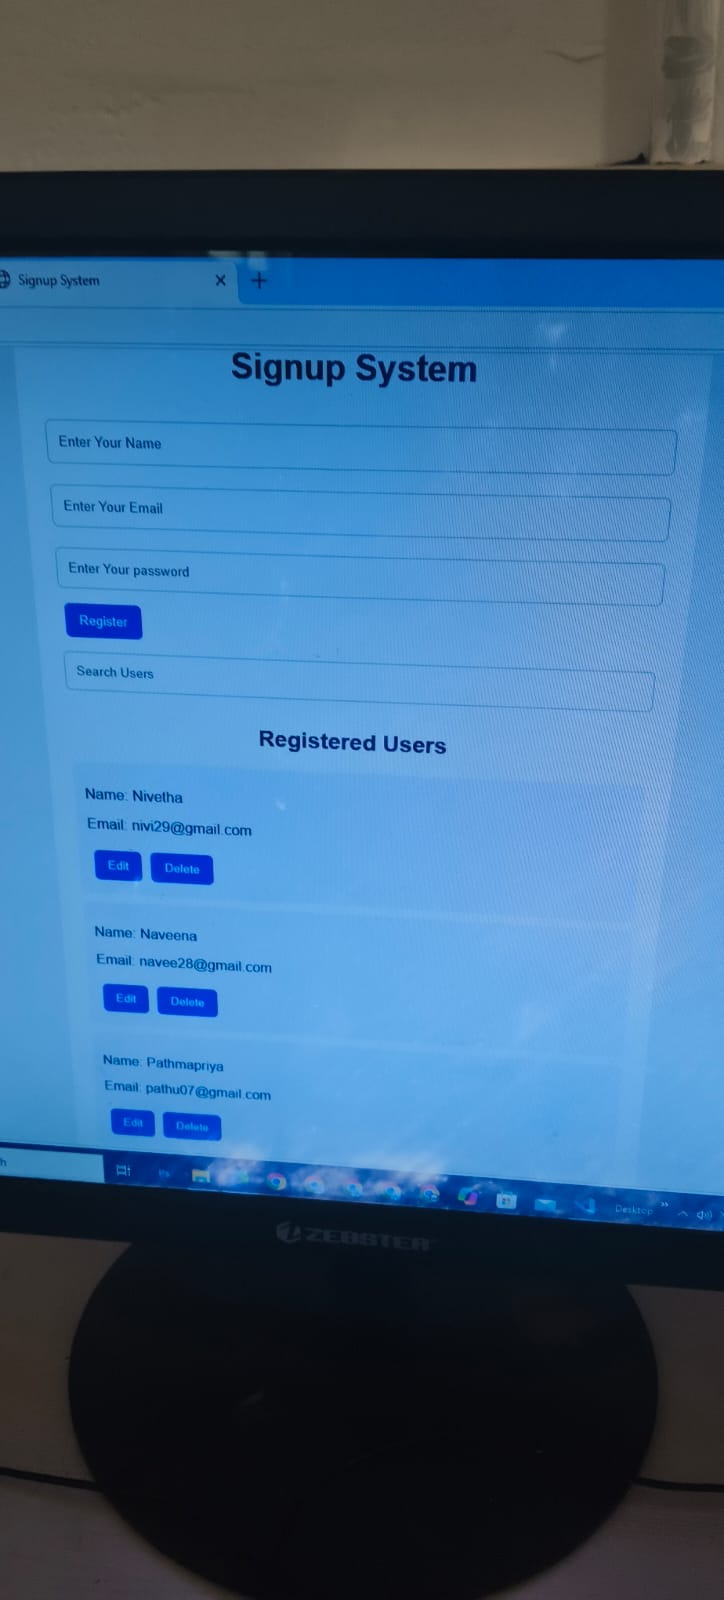 Signup System
Signup System
Enter Your Name
Enter Your Email
Enter Your password
Register
Search Users
Registered Users
Name: Nivetha
Email: nivi29@gmail.com
Edit Delete
Name: Naveena
Email: navee28@gmail.com
Edit Delete
Name: Pathmapriya
Email: pathu07@gmail.com
Edit Delete
h
Desktop
ZEBSTER